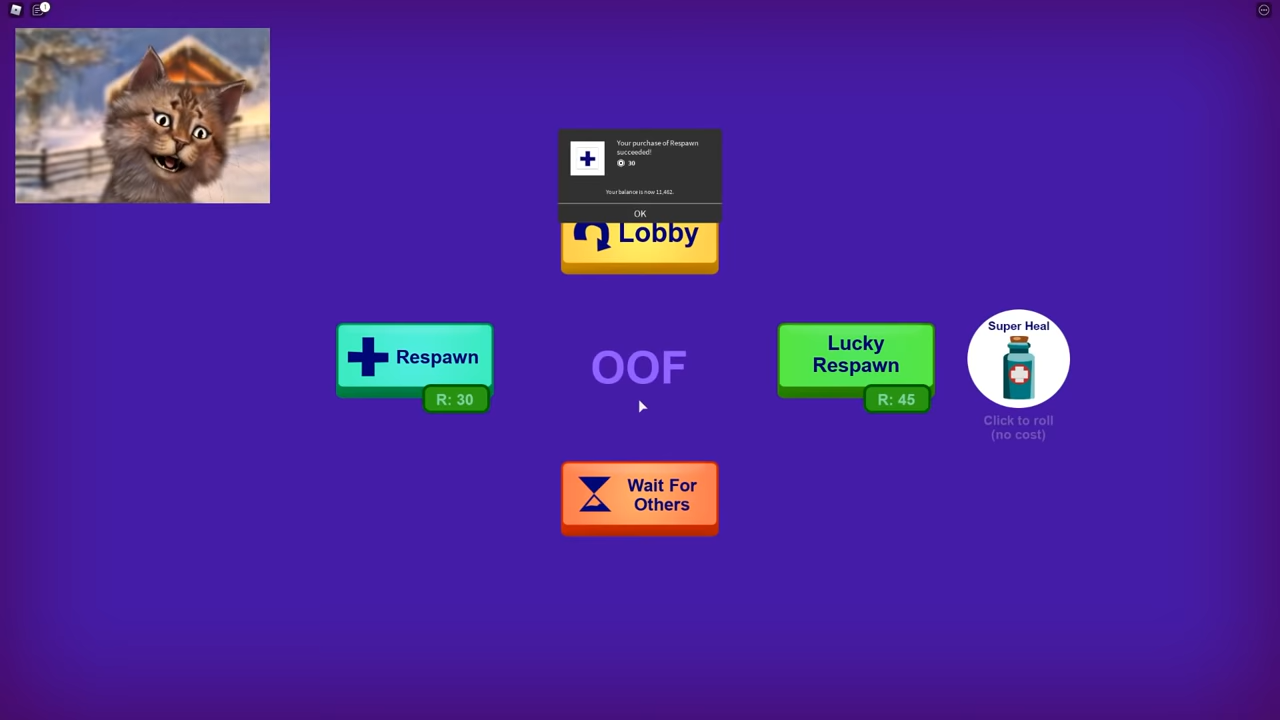 1
Your purchase of Respawn
succeeded!
30
Your balance is now 11,462.
OK
Lobby
Respawn
R: 30
OOF
Lucky
Respawn
R: 45
Super Heal
Click to roll
(no cost)
Wait For
Others